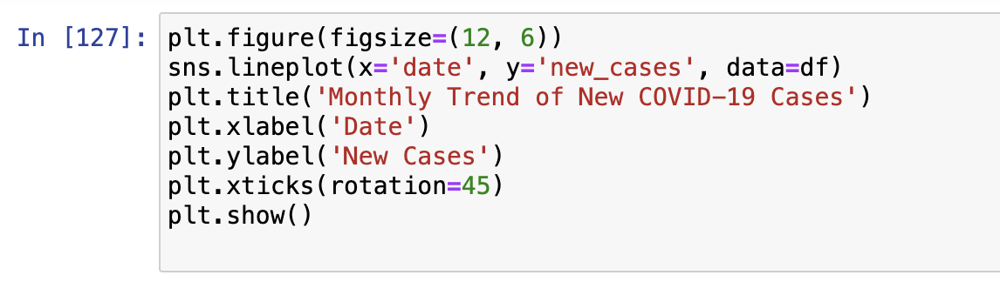 In [127]: plt.figure(figsize=(12, 6))
sns.lineplot(x='date', y='new_cases', data=df)
plt.title('Monthly Trend of New COVID-19 Cases')
plt.xlabel('Date')
plt.ylabel('New Cases')
plt.xticks(rotation=45)
plt.show()